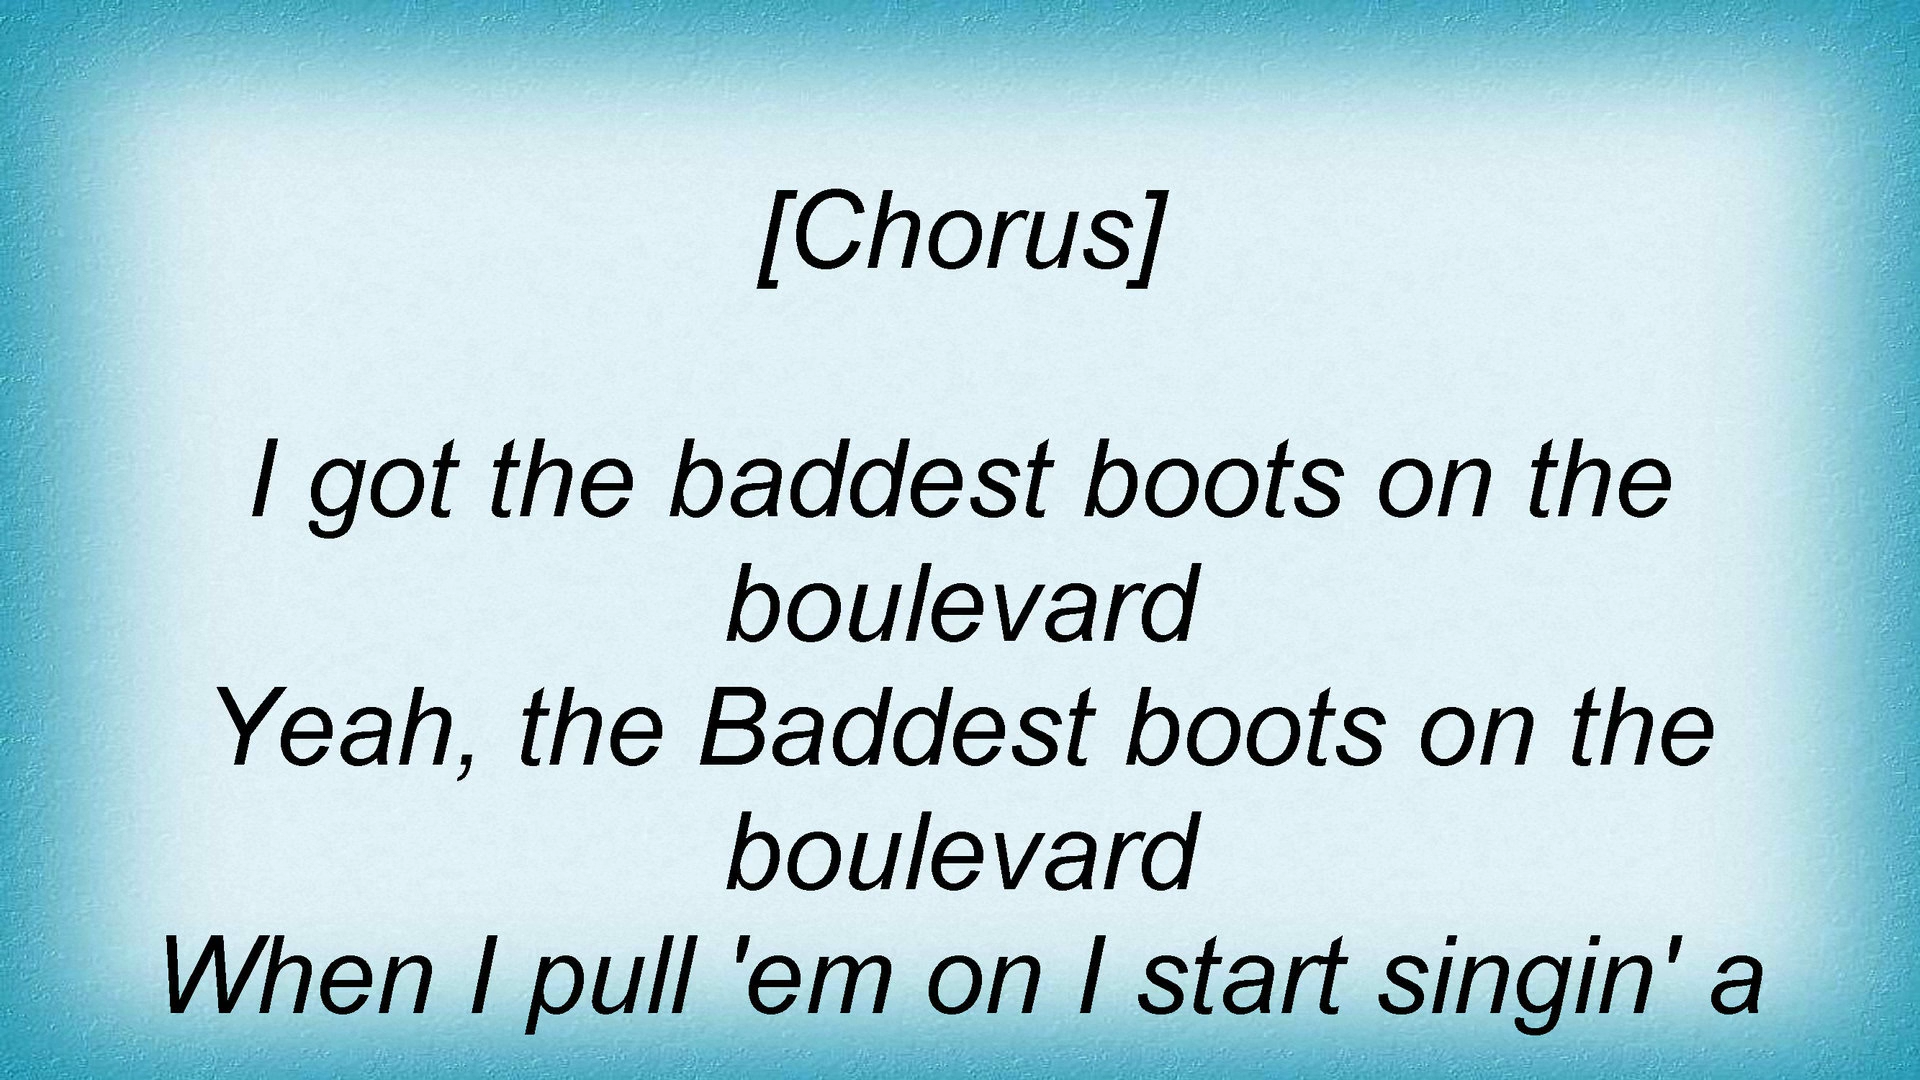 [Chorus]
I got the baddest boots on the
boulevard
Yeah, the Baddest boots on the
boulevard
When I pull 'em on I start singin' a